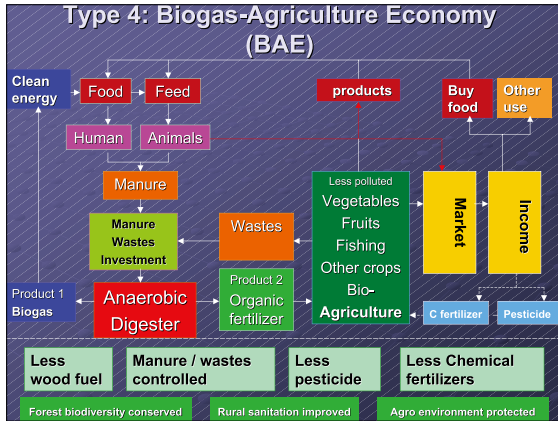 Type 4: Biogas-Agriculture Economy
(BAE)
Clean
energy
Food
Feed
products
Buy
food
Other
use
Human
Animals
Manure
Less polluted
Vegetables
Fruits
Fishing
Other crops
Bio-
Agriculture
Market
Income
Manure
Wastes
Investment
Wastes
Product 1
Biogas
Anaerobic
Digester
Product 2
Organic
fertilizer
C fertilizer
Pesticide
Less
wood fuel
Manure / wastes
controlled
Less
pesticide
Less Chemical
fertilizers
Forest biodiversity conserved
Rural sanitation improved
Agro environment protected